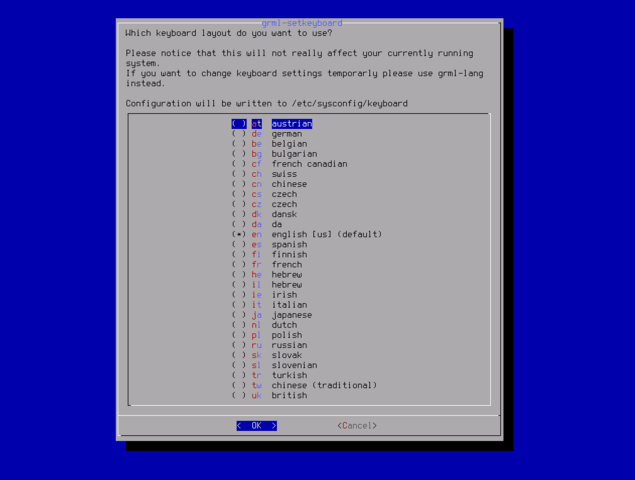 grml-setkeyboard
Which keyboard layout do you want to use?
Please notice that this will not really affect your currently running
system.
If you want to change keyboard settings temporarly please use grml-lang
instead.
Configuration will be written to /etc/sysconfig/keyboard
( ) at austrian
( ) de german
( ) be belgian
( ) bg bulgarian
( ) cf french canadian
( ) ch swiss
( ) cn chinese
( ) cs czech
( ) cz czech
( ) dk dansk
( ) da da
(*) en english [us] (default)
( ) es spanish
( ) fi finnish
( ) fr french
( ) he hebrew
( ) il hebrew
( ) ie irish
( ) it italian
( ) ja japanese
( ) nl dutch
( ) pl polish
( ) ru russian
( ) sk slovak
( ) sl slovenian
( ) tr turkish
( ) tw chinese (traditional)
( ) uk british
< OK > <Cancel>